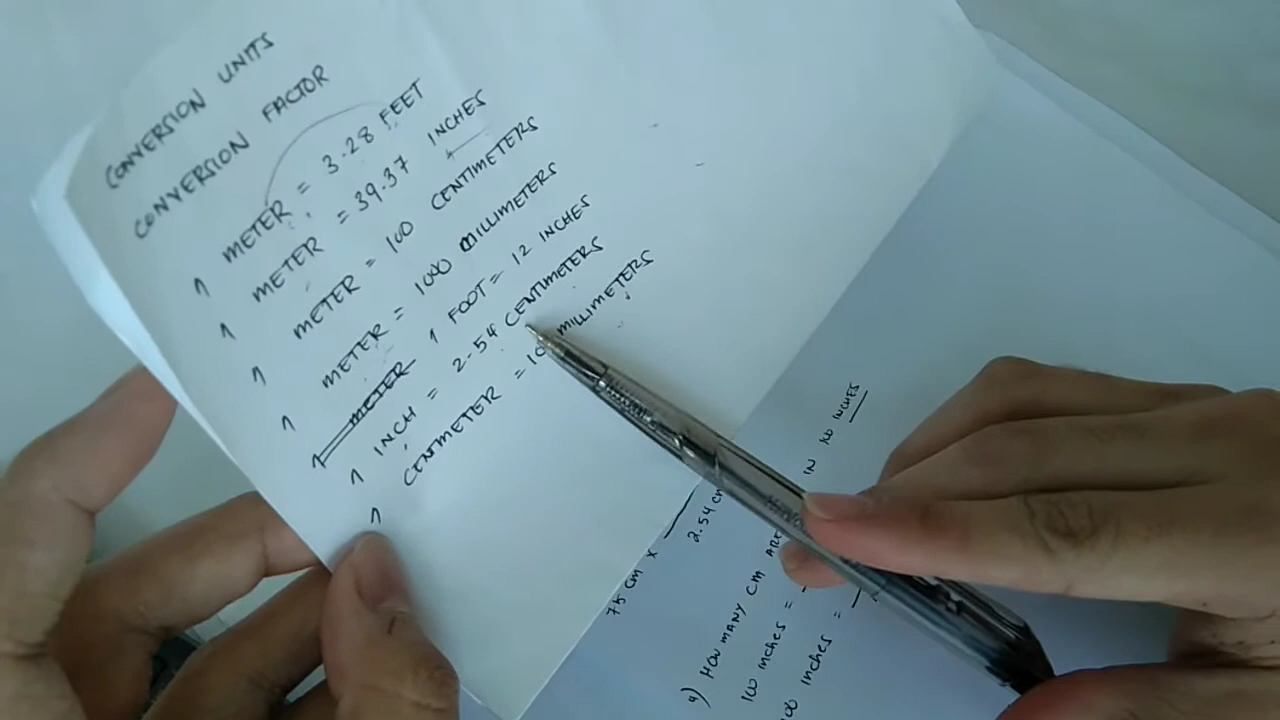 CONVERSION UNITS
CONVERSION FACTOR
1 METER = 3.28 FEET
1 METER = 39.37 INCHES
1 METER = 100 CENTIMETERS
1 METER = 1000 MILLIMETERS
1 METER 1 FOOT = 12 INCHES
1 INCH = 2.54 CENTIMETERS
1 CENTIMETER = 10 MILLIMETERS
75 CM X
2.54 CM
4) HOW MANY CM ARE IN 100 INCHES
100 inches =
100 inches =